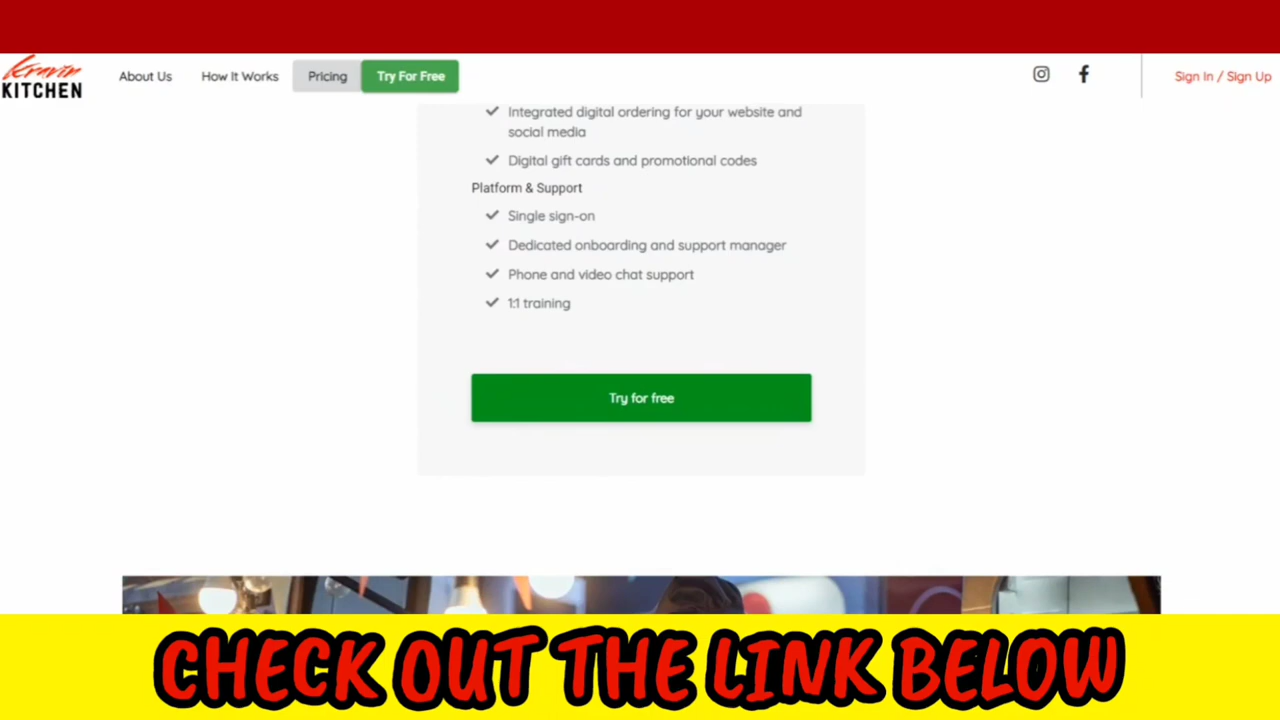 Kravin
KITCHEN
About Us How It Works Pricing Try For Free Sign In / Sign Up
Integrated digital ordering for your website and
social media
Digital gift cards and promotional codes
Platform & Support
Single sign-on
Dedicated onboarding and support manager
Phone and video chat support
1:1 training
Try for free
CHECK OUT THE LINK BELOW